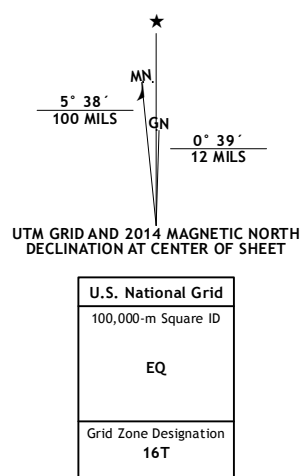 ★
MN.
5° 38´
100 MILS
GN
0° 39´
12 MILS
UTM GRID AND 2014 MAGNETIC NORTH
DECLINATION AT CENTER OF SHEET
U.S. National Grid
100,000-m Square ID
EQ
Grid Zone Designation
16T